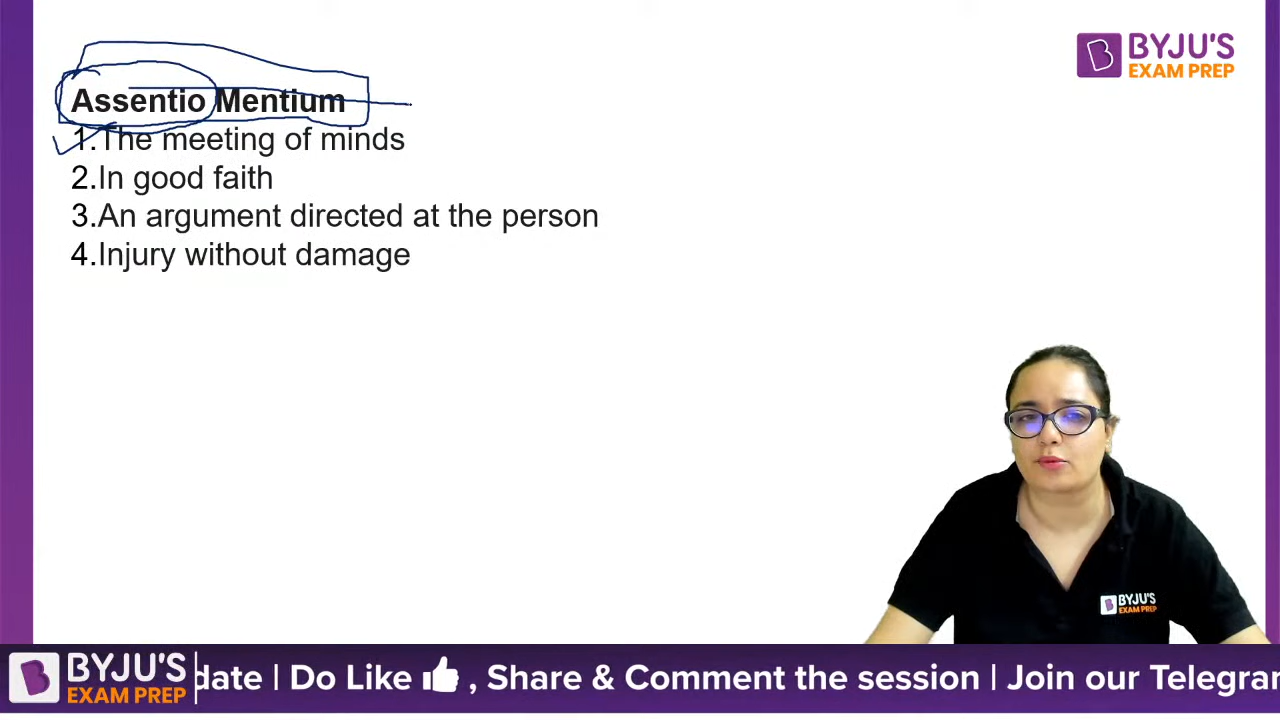 BYJU'S
EXAM PREP
Assentio Mentium
1.The meeting of minds
2.In good faith
3.An argument directed at the person
4.Injury without damage
BYJU'S
EXAM PREP
BYJU'S
EXAM PREP
date | Do Like , Share & Comment the session | Join our Telegram